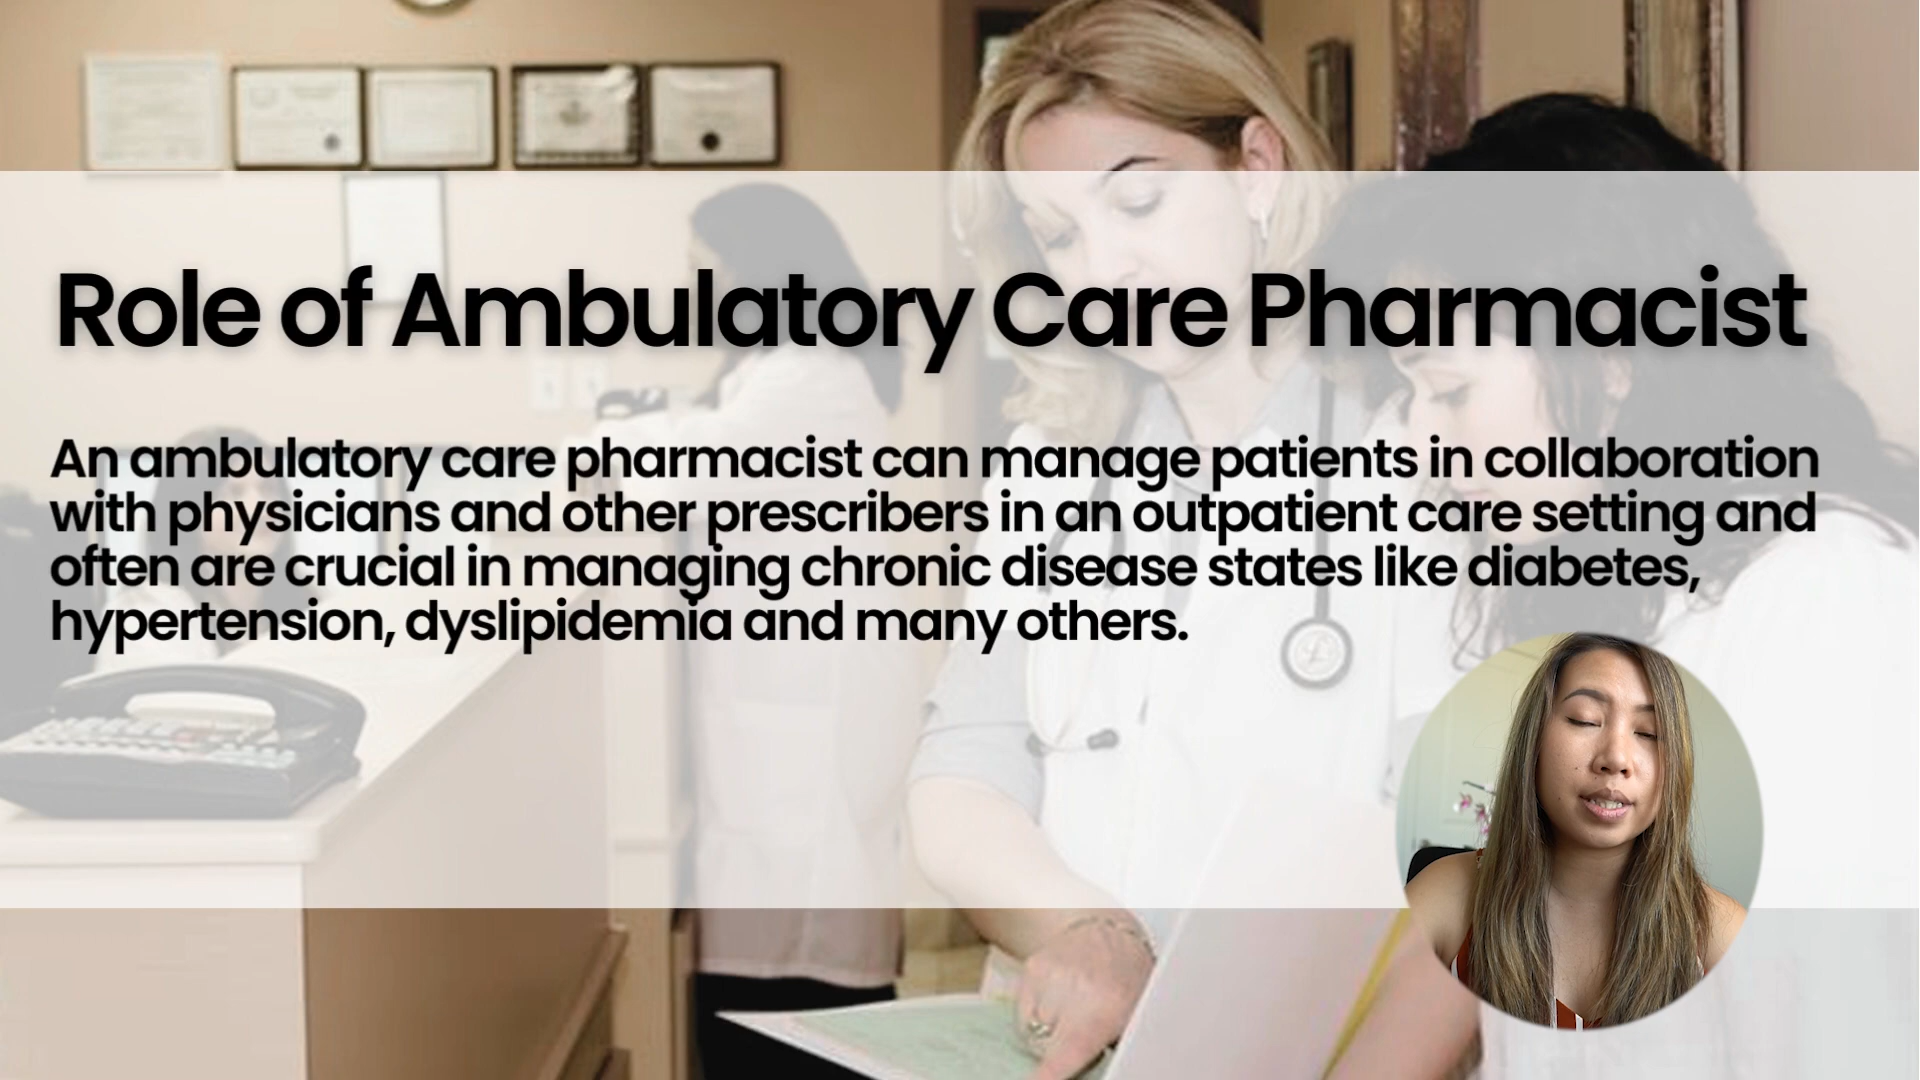 Role of Ambulatory Care Pharmacist
An ambulatory care pharmacist can manage patients in collaboration
with physicians and other prescribers in an outpatient care setting and
often are crucial in managing chronic disease states like diabetes,
hypertension, dyslipidemia and many others.